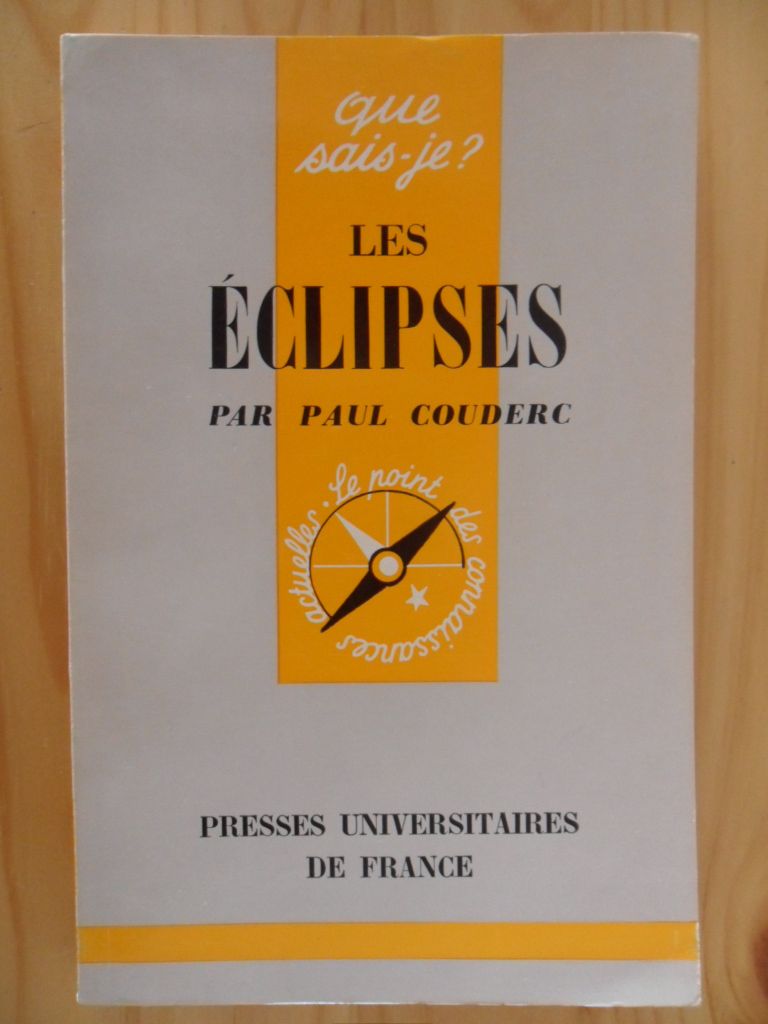 que
sais-je?
LES
ÉCLIPSES
PAR PAUL COUDERC
Le point des connaissances actuelles.
PRESSES UNIVERSITAIRES
DE FRANCE